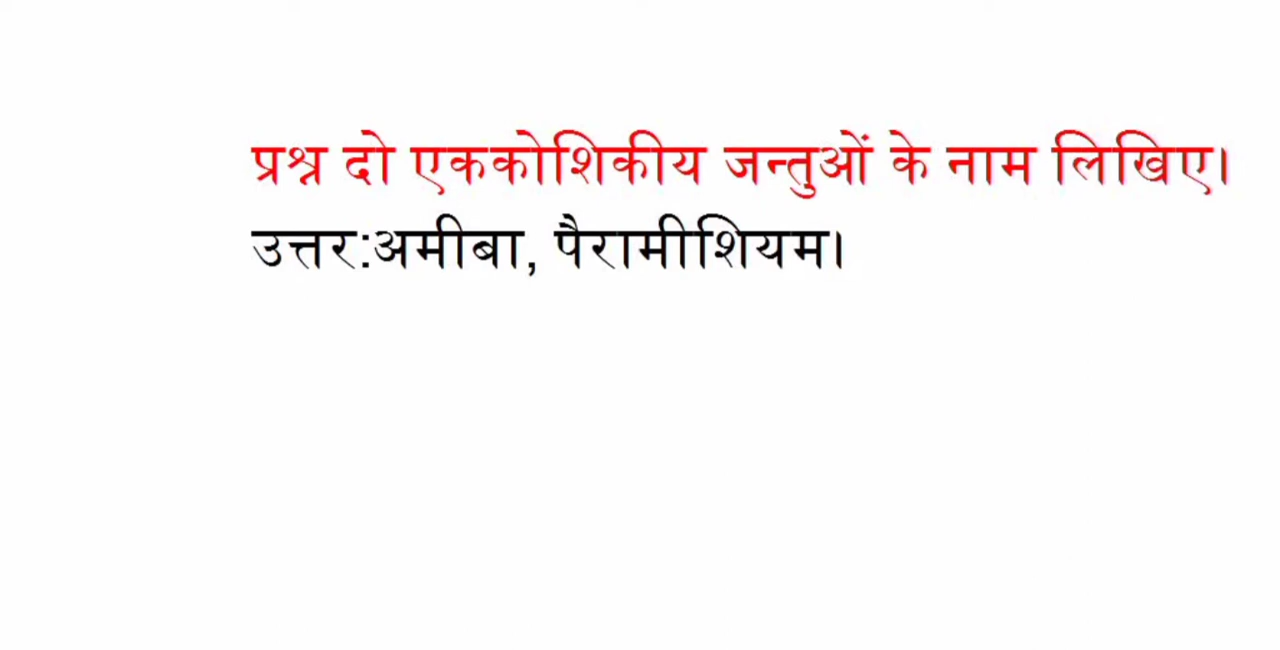 प्रश्न दो एककोशिकीय जन्तुओं के नाम लिखिए।
उत्तर:अमीबा, पैरामीशियम।